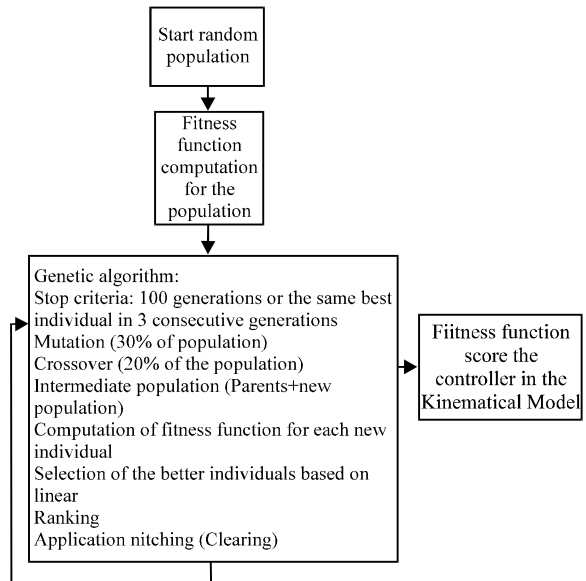 Start random
population
Fitness
function
computation
for the
population
Genetic algorithm:
Stop criteria: 100 generations or the same best
individual in 3 consecutive generations
Mutation (30% of population)
Crossover (20% of the population)
Intermediate population (Parents+new
population)
Computation of fitness function for each new
individual
Selection of the better individuals based on
linear
Ranking
Application nitching (Clearing)
Fiitness function
score the
controller in the
Kinematical Model